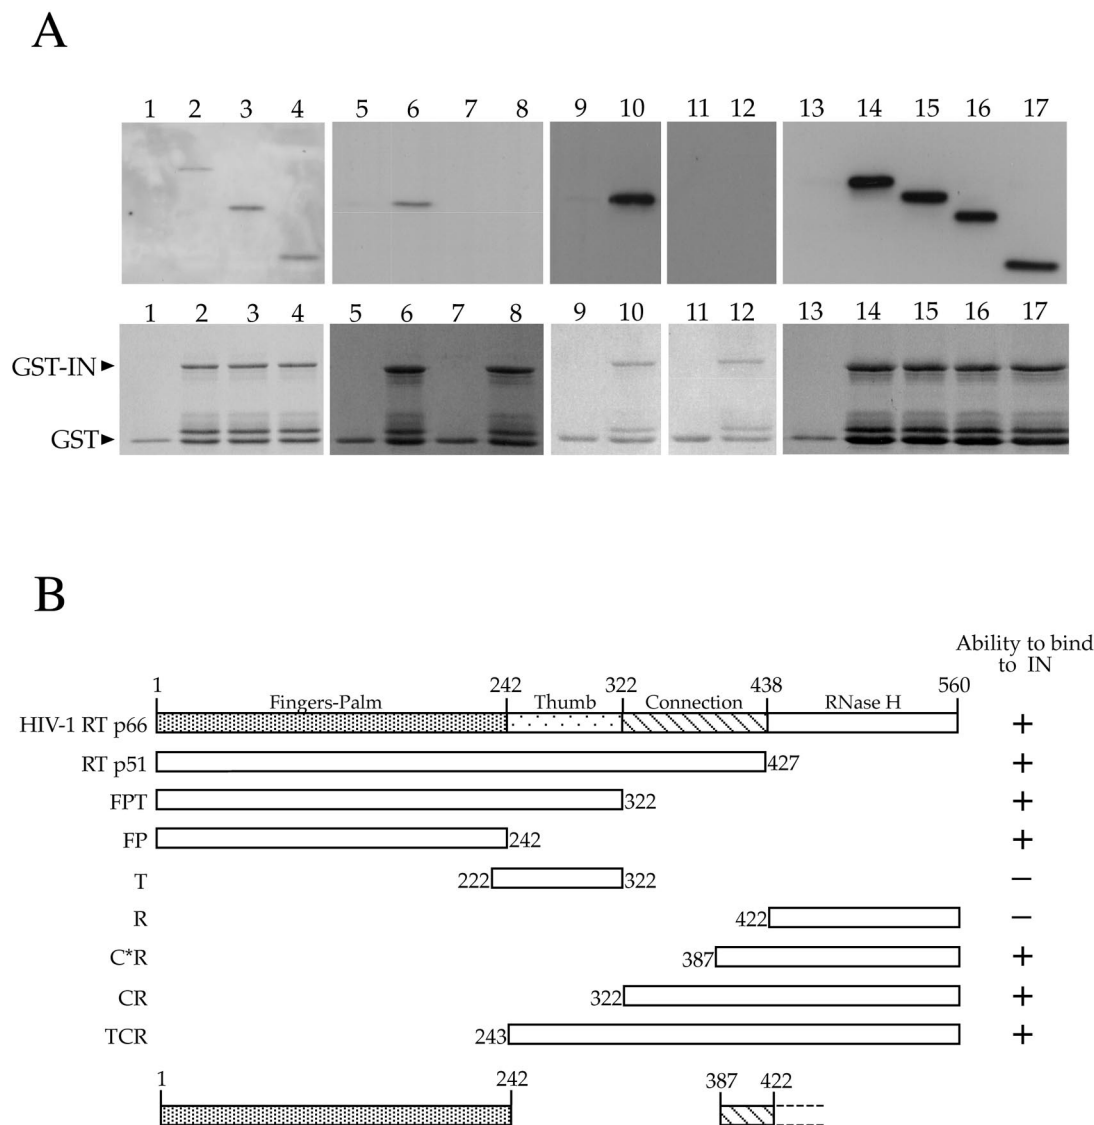 A
1 2 3 4 5 6 7 8 9 10 11 12 13 14 15 16 17
1 2 3 4 5 6 7 8 9 10 11 12 13 14 15 16 17
GST-IN
GST
B
Ability to bind
to IN
1 242 322 438 560
Fingers-Palm Thumb Connection RNase H
HIV-1 RT p66 +
RT p51 427 +
FPT 322 +
FP 242 +
T 222 322 −
R 422 −
C*R 387 +
CR 322 +
TCR 243 +
1 242 387 422